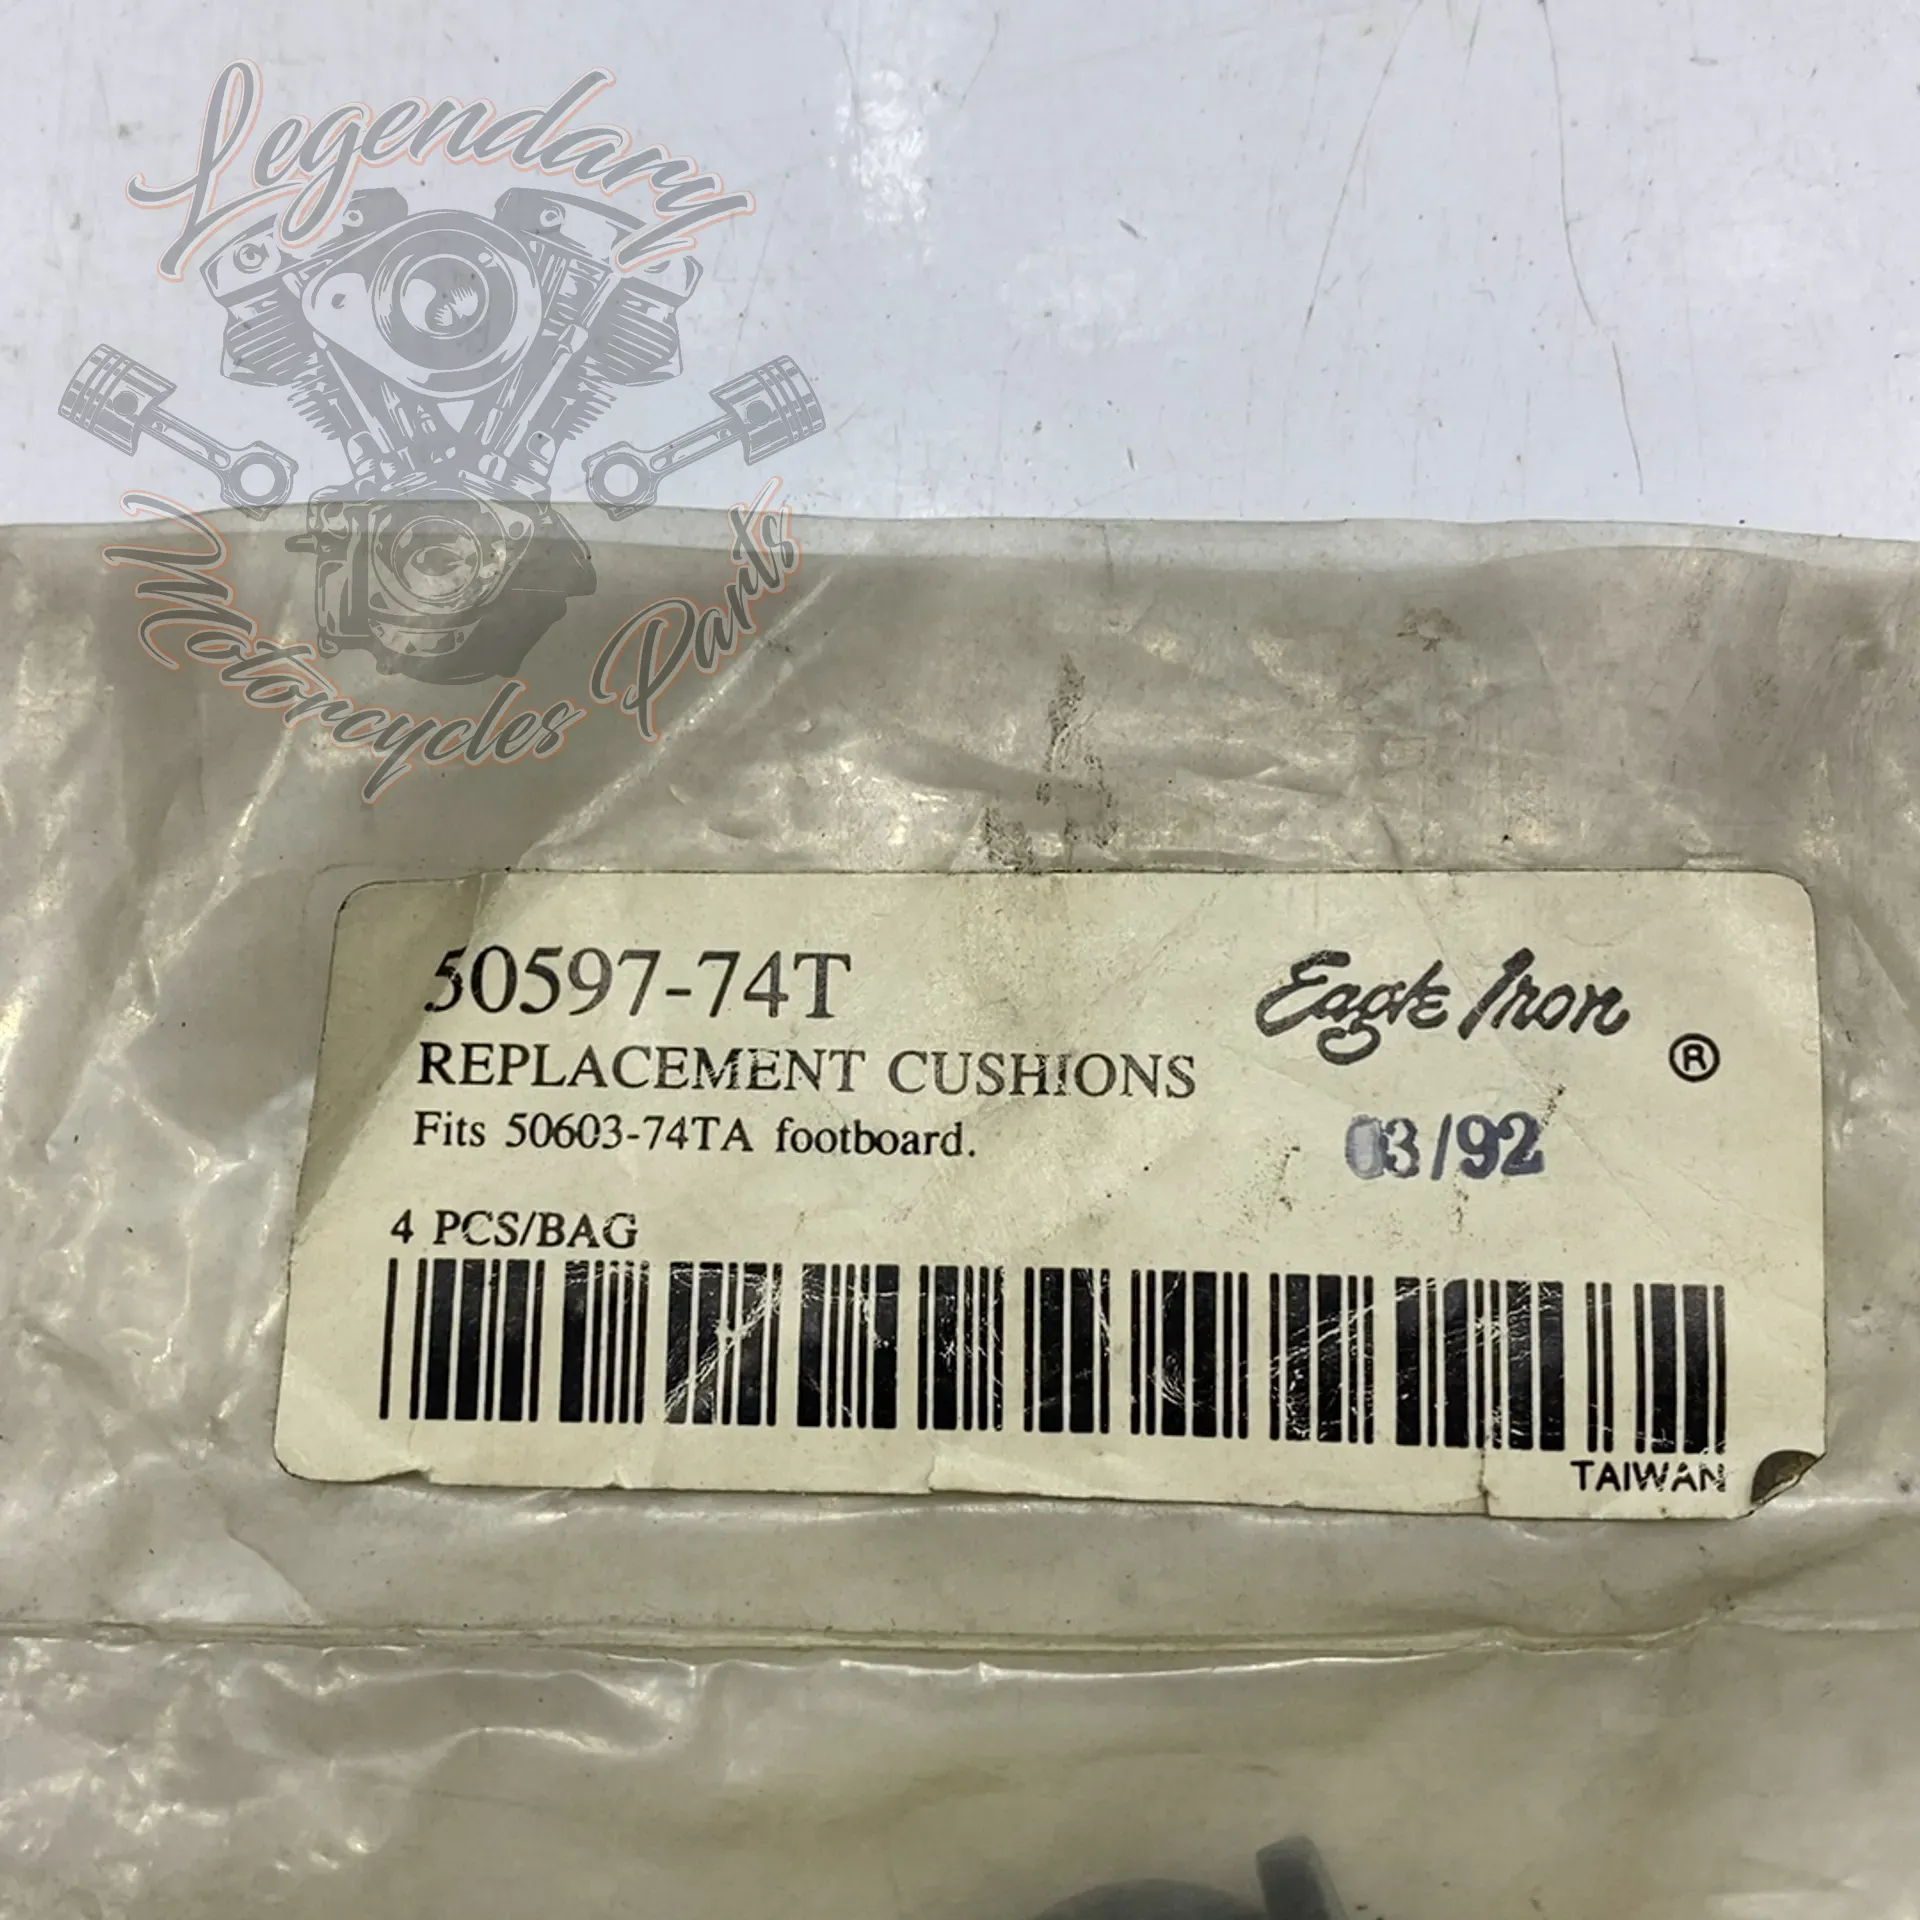 Legendary
Motorcycles Parts
50597-74T
Eagle Iron ®
REPLACEMENT CUSHIONS
Fits 50603-74TA footboard.
03/92
4 PCS/BAG
TAIWAN